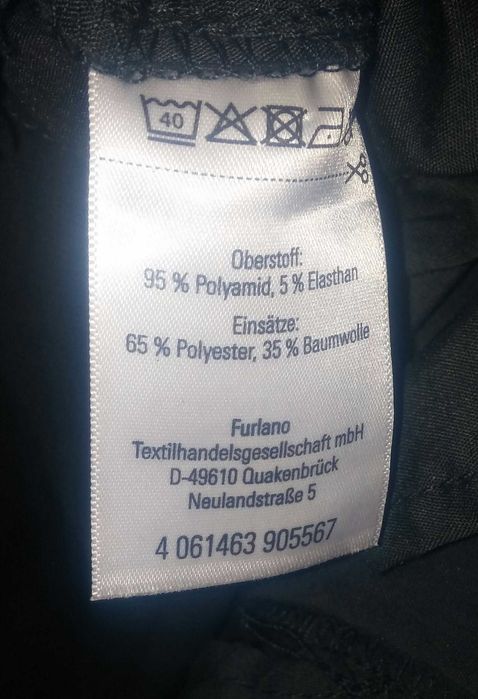 40
Oberstoff:
95 % Polyamid, 5 % Elasthan
Einsätze:
65 % Polyester, 35 % Baumwolle
Furlano
Textilhandelsgesellschaft mbH
D-49610 Quakenbrück
Neulandstraße 5
4 061463 905567